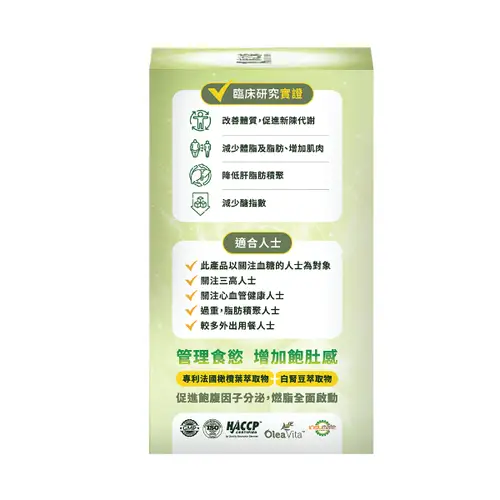 臨床研究實證
改善體質,促進新陳代謝
減少體脂及脂肪、增加肌肉
降低肝脂肪積聚
減少醣指數
適合人士
此產品以關注血糖的人士為對象
關注三高人士
關注心血管健康人士
過重,脂肪積聚人士
較多外出用餐人士
管理食慾 增加飽肚感
專利法國橄欖葉萃取物 + 白腎豆萃取物
促進飽腹因子分泌,燃脂全面啟動
GMP ISO HACCP OleaVita™